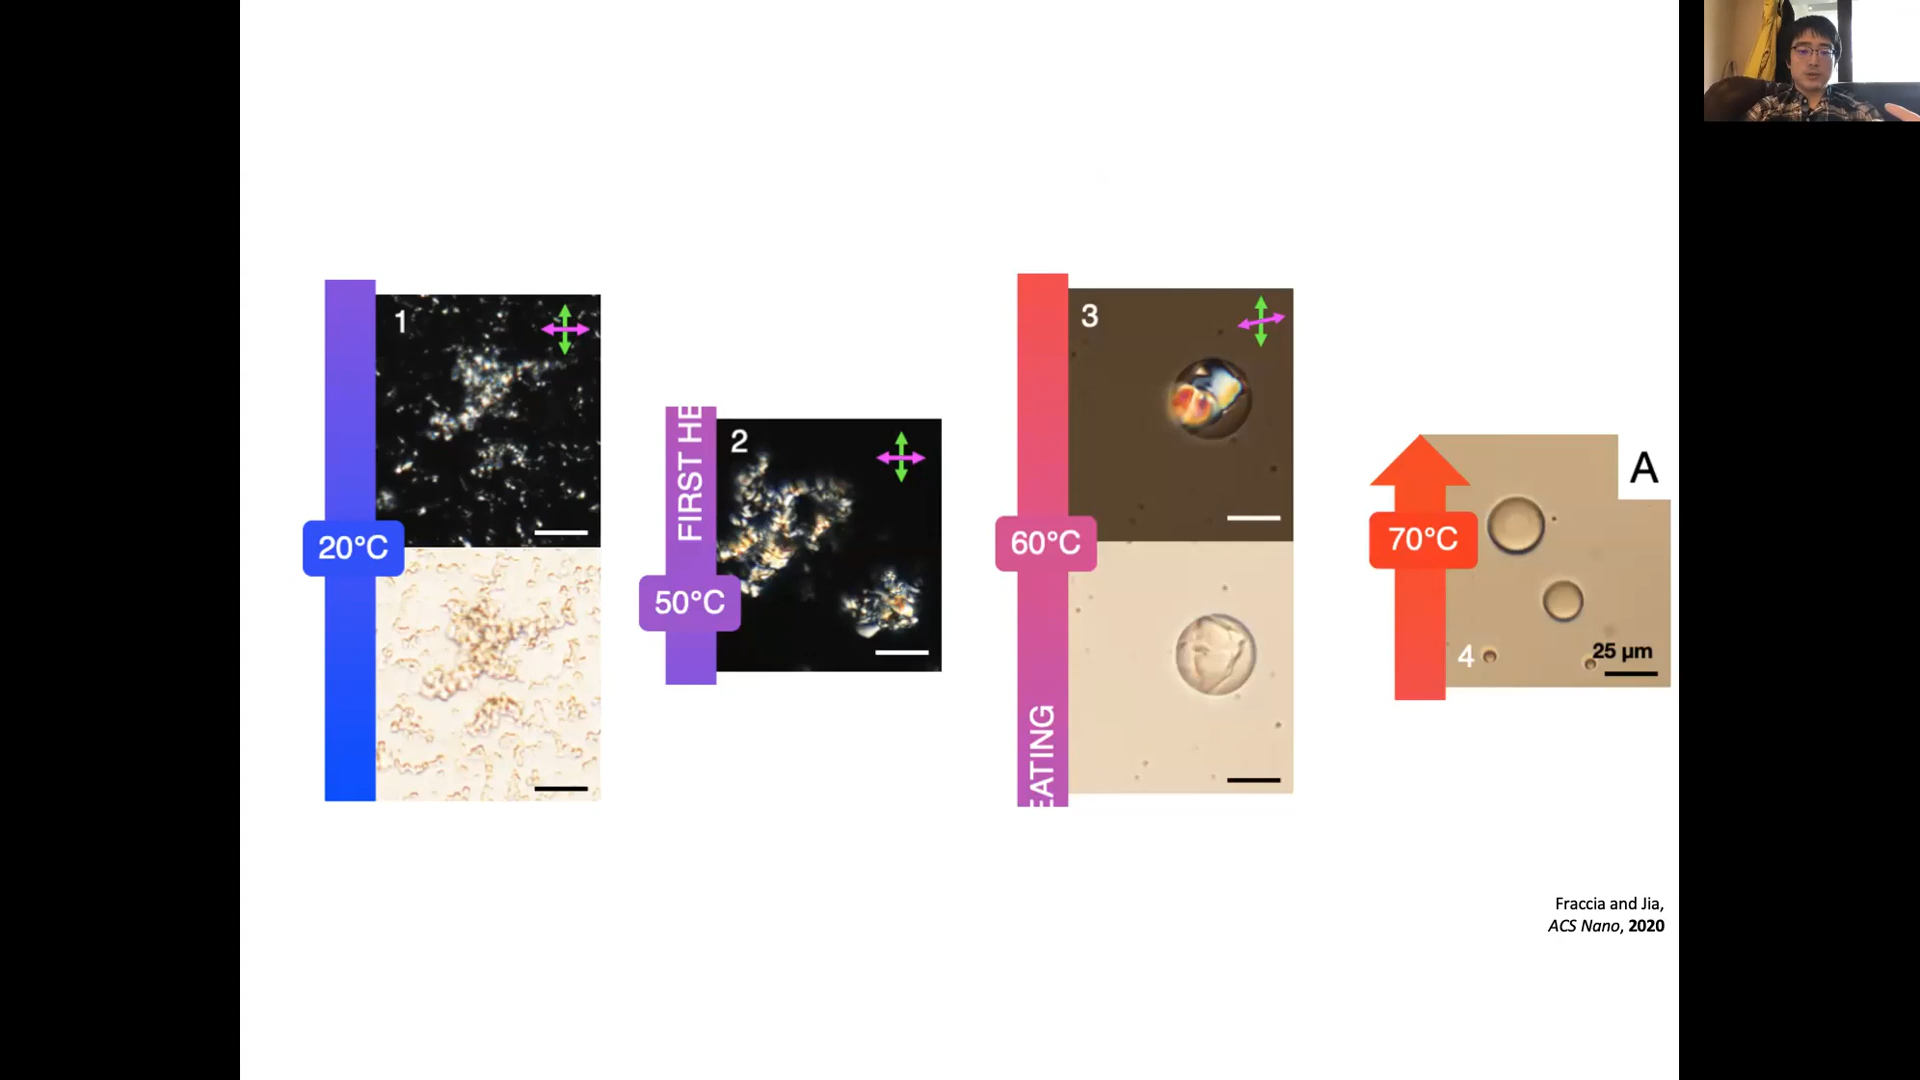 1
20°C
2
FIRST HE
50°C
3
60°C
EATING
A
70°C
4
25 µm
Fraccia and Jia,
ACS Nano, 2020